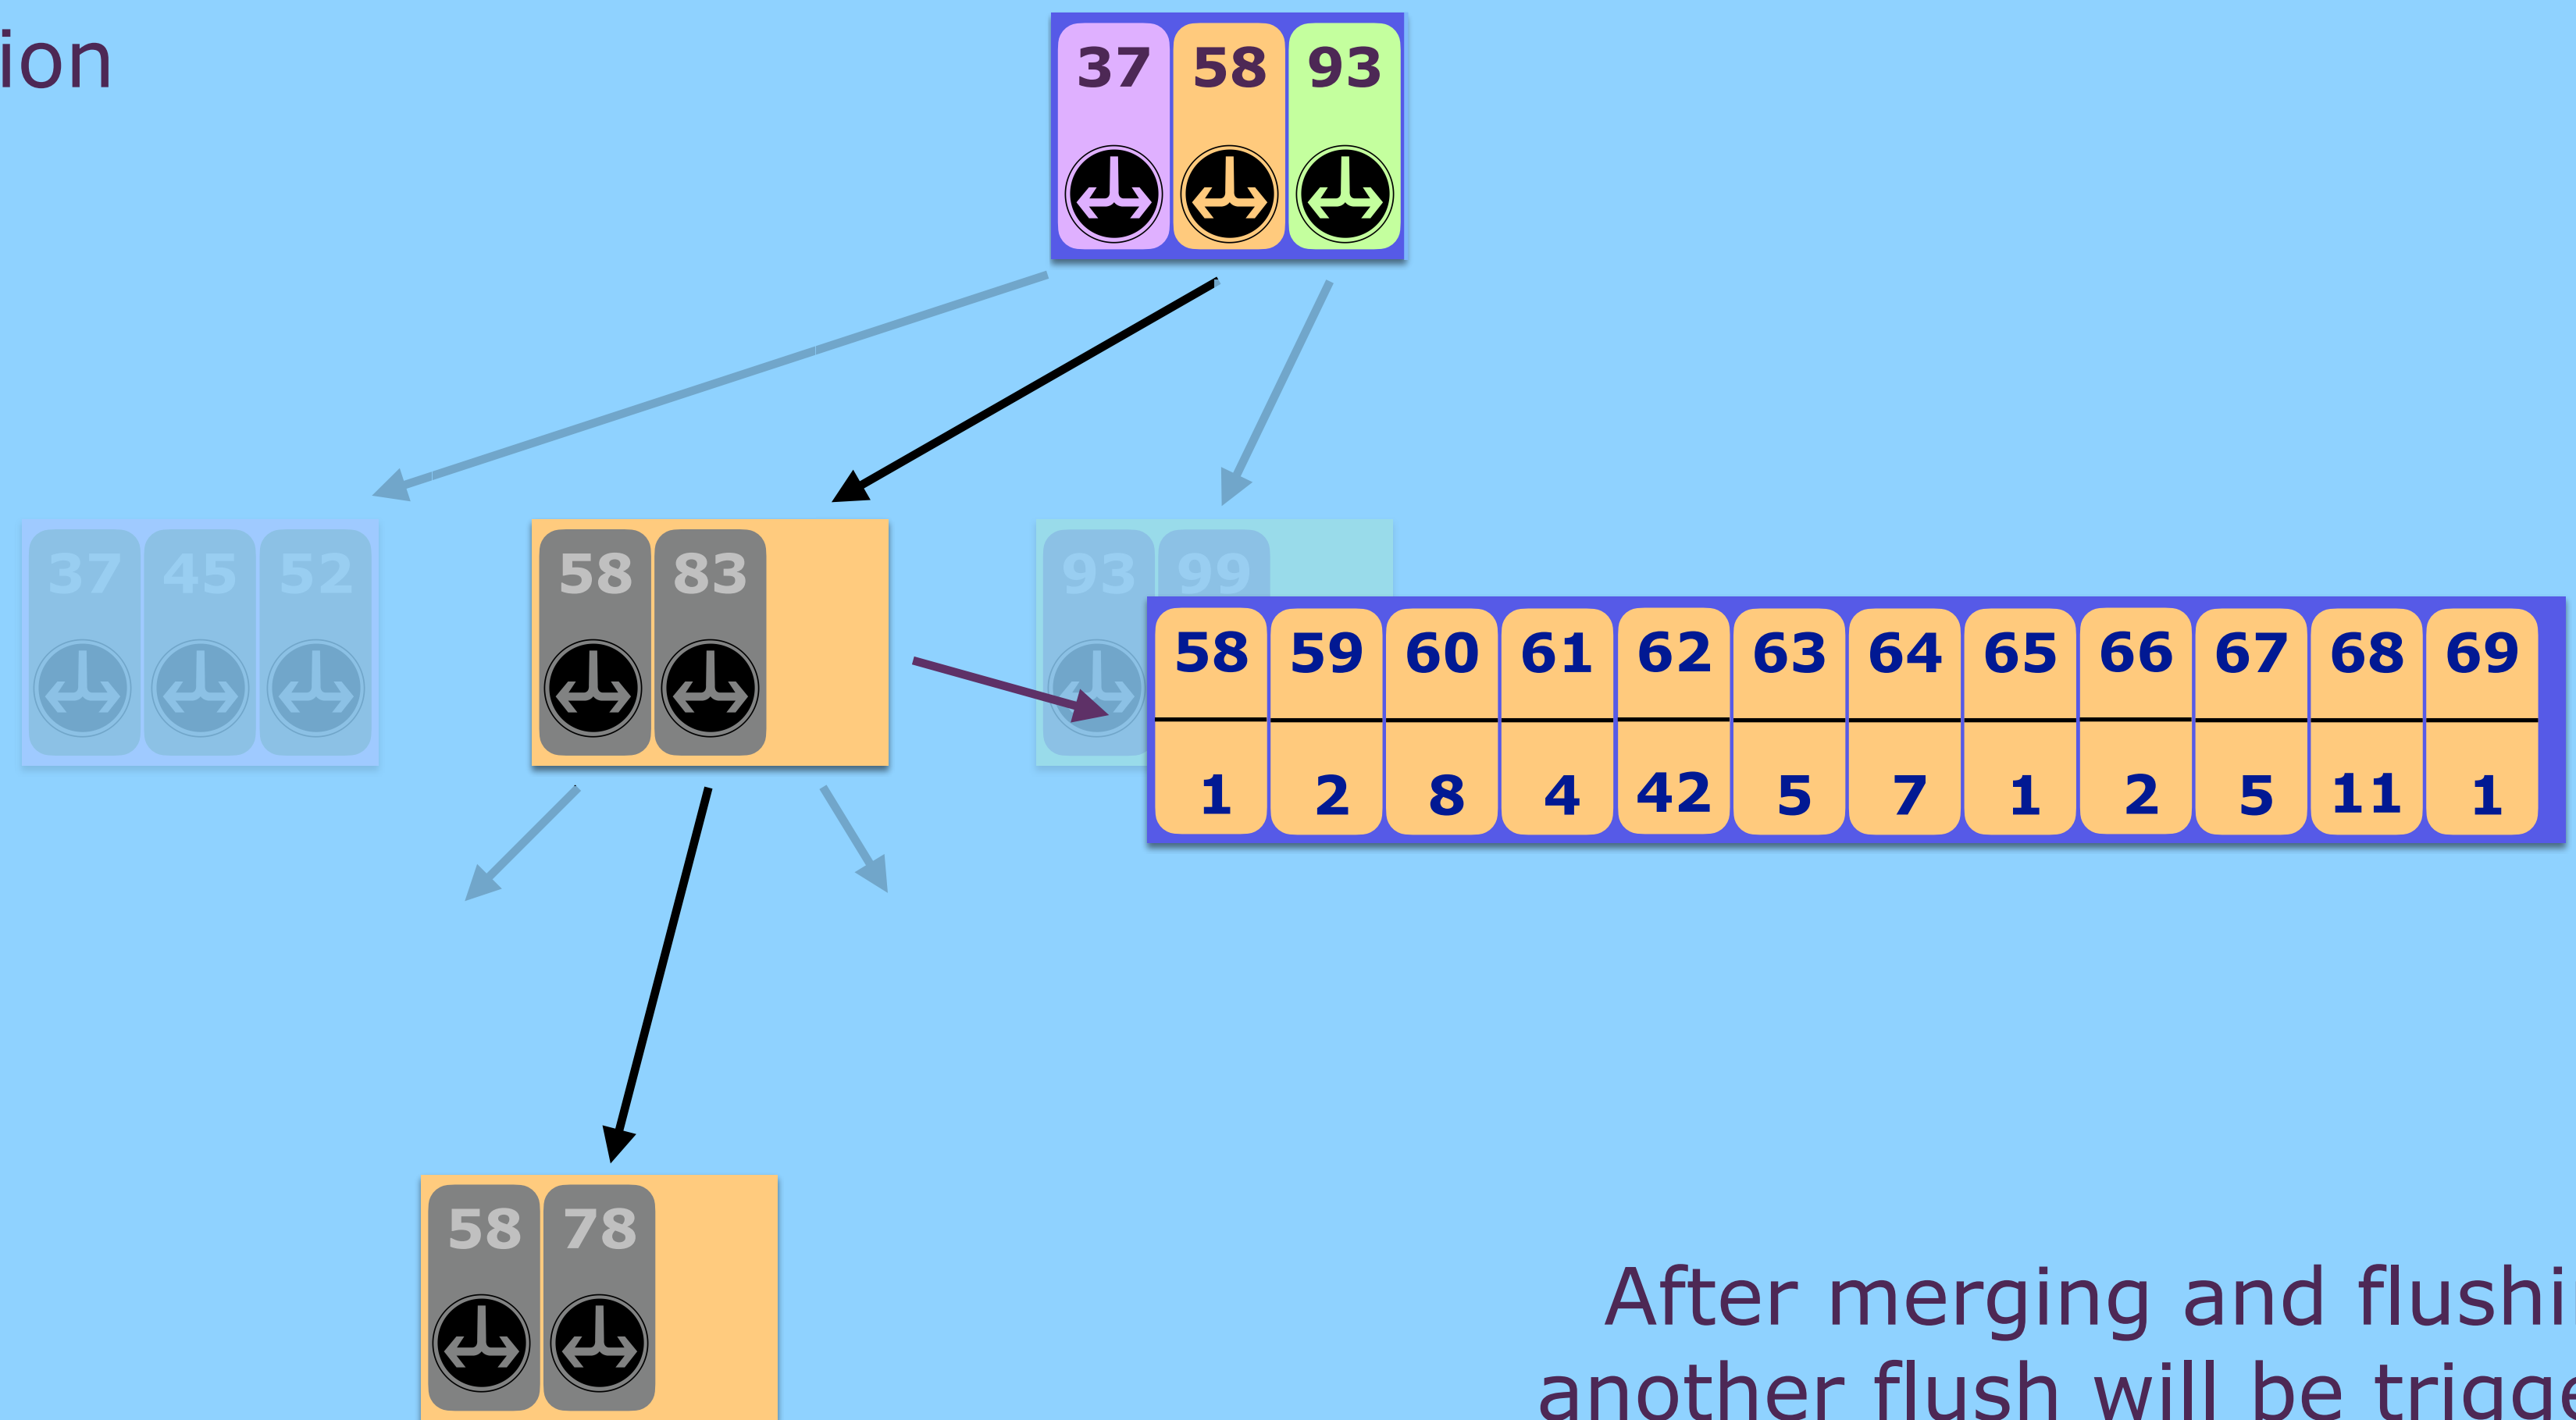 ion
37 58 93
37 45 52
58 83
93 99
58 59 60 61 62 63 64 65 66 67 68 69
1 2 8 4 42 5 7 1 2 5 11 1
58 78
After merging and flushi
another flush will be trigge